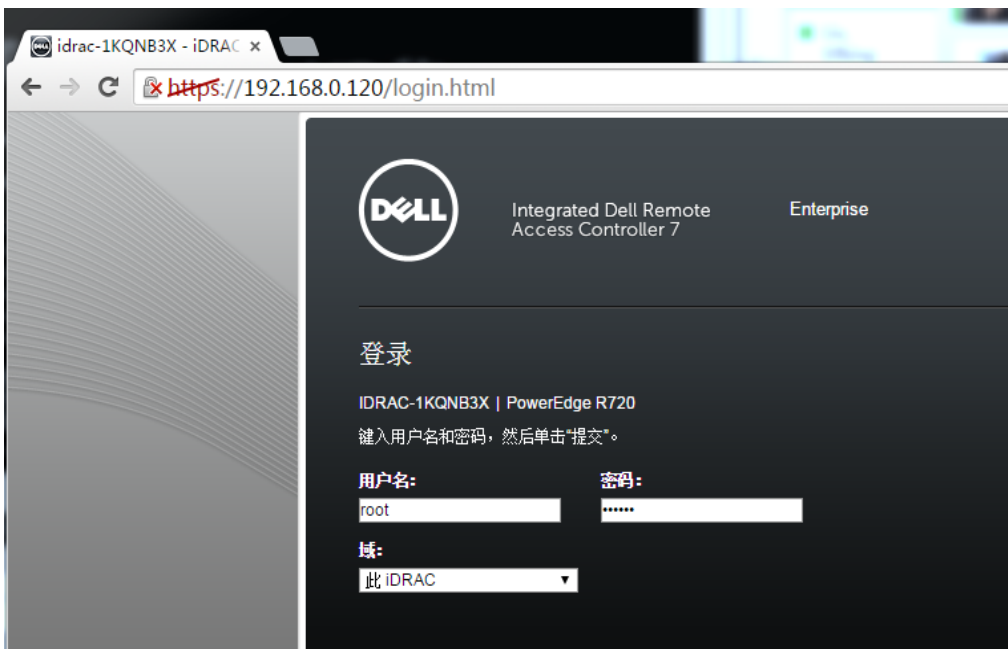 idrac-1KQNB3X - iDRAC
https://192.168.0.120/login.html
DELL
Integrated Dell Remote
Access Controller 7
Enterprise
登录
IDRAC-1KQNB3X | PowerEdge R720
键入用户名和密码，然后单击“提交”。
用户名: 密码:
root ••••••
域:
此 iDRAC